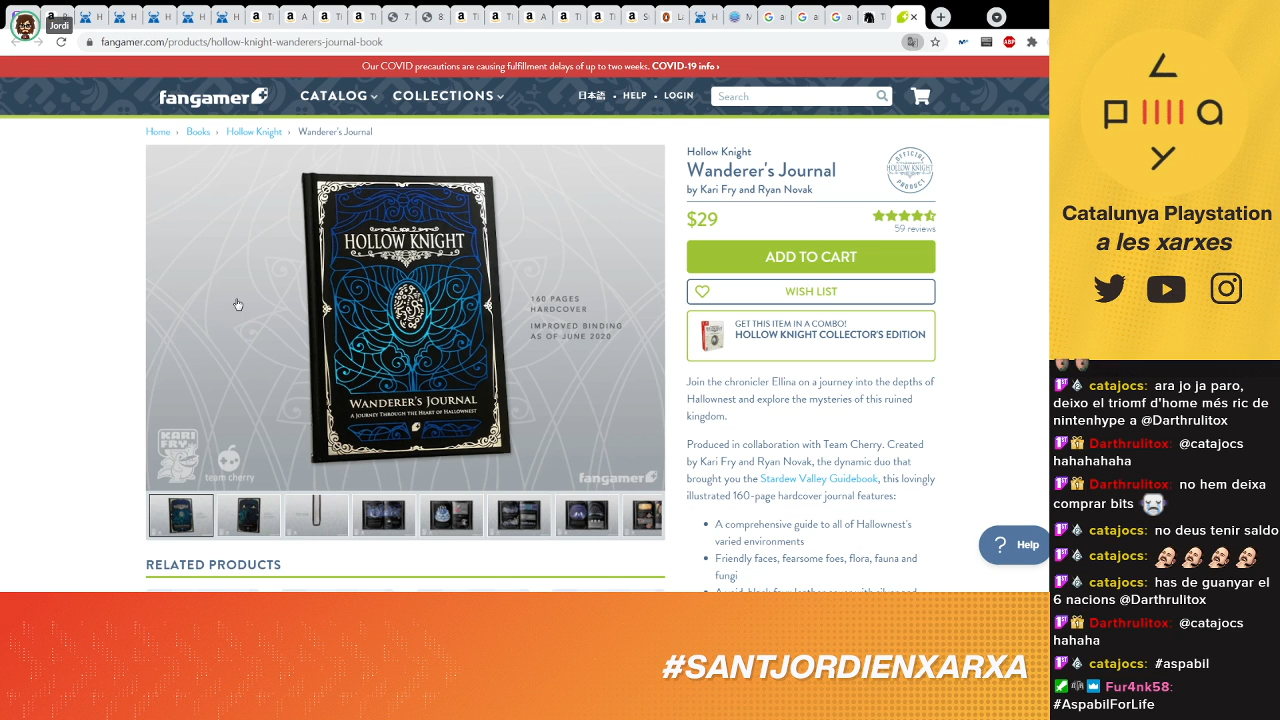 Jordi
fangamer.com/products/hollow-knight-wanderers-journal-book
Our COVID precautions are causing fulfillment delays of up to two weeks. COVID-19 info ›
fangamer
CATALOG
COLLECTIONS
日本語 • HELP • LOGIN
Search
Home › Books › Hollow Knight › Wanderer's Journal
HOLLOW KNIGHT
WANDERER'S JOURNAL
A JOURNEY THROUGH THE HEART OF HALLOWNEST
160 PAGES
HARDCOVER
IMPROVED BINDING
AS OF JUNE 2020
KARI
FRY
team cherry
fangamer
Hollow Knight
Wanderer's Journal
by Kari Fry and Ryan Novak
OFFICIAL
HOLLOW KNIGHT
PRODUCT
$29
59 reviews
ADD TO CART
WISH LIST
GET THIS ITEM IN A COMBO!
HOLLOW KNIGHT COLLECTOR'S EDITION
Join the chronicler Ellina on a journey into the depths of
Hallownest and explore the mysteries of this ruined
kingdom.
Produced in collaboration with Team Cherry. Created
by Kari Fry and Ryan Novak, the dynamic duo that
brought you the Stardew Valley Guidebook, this lovingly
illustrated 160-page hardcover journal features:
• A comprehensive guide to all of Hallownest's
varied environments
• Friendly faces, fearsome foes, flora, fauna and
fungi
RELATED PRODUCTS
? Help
#SANTJORDIENXARXA
play
Catalunya Playstation
a les xarxes
catajocs: ara jo ja paro,
deixo el triomf d'home més ric de
nintenhype a @Darthrulitox
Darthrulitox: @catajocs
hahahahaha
Darthrulitox: no hem deixa
comprar bits
catajocs: no deus tenir saldo
catajocs:
catajocs: has de guanyar el
6 nacions @Darthrulitox
Darthrulitox: @catajocs
hahaha
catajocs: #aspabil
Fur4nk58:
#AspabilForLife